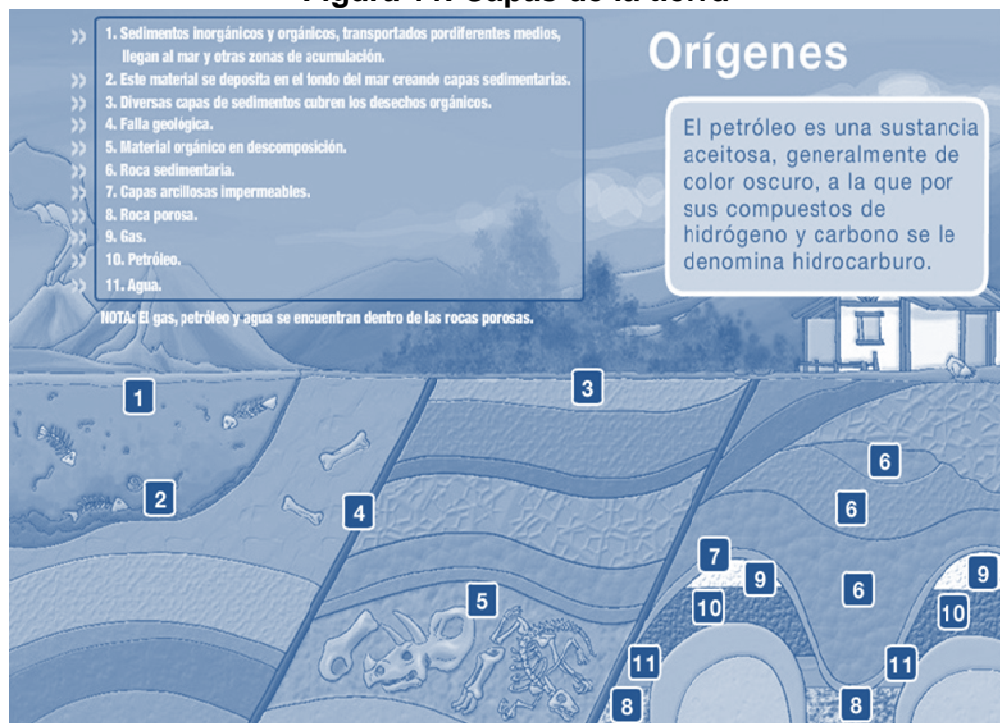 Figura 11. Capas de la tierra
>> 1. Sedimentos inorgánicos y orgánicos, transportados pordiferentes medios,
llegan al mar y otras zonas de acumulación.
>> 2. Este material se deposita en el fondo del mar creando capas sedimentarias.
>> 3. Diversas capas de sedimentos cubren los desechos orgánicos.
>> 4. Falla geológica.
>> 5. Material orgánico en descomposición.
>> 6. Roca sedimentaria.
>> 7. Capas arcillosas impermeables.
>> 8. Roca porosa.
>> 9. Gas.
>> 10. Petróleo.
>> 11. Agua.
NOTA: El gas, petróleo y agua se encuentran dentro de las rocas porosas.
Orígenes
El petróleo es una sustancia
aceitosa, generalmente de
color oscuro, a la que por
sus compuestos de
hidrógeno y carbono se le
denomina hidrocarburo.
1
3
6
2
4
6
7
9
9
5
10
6
10
11
11
8
8